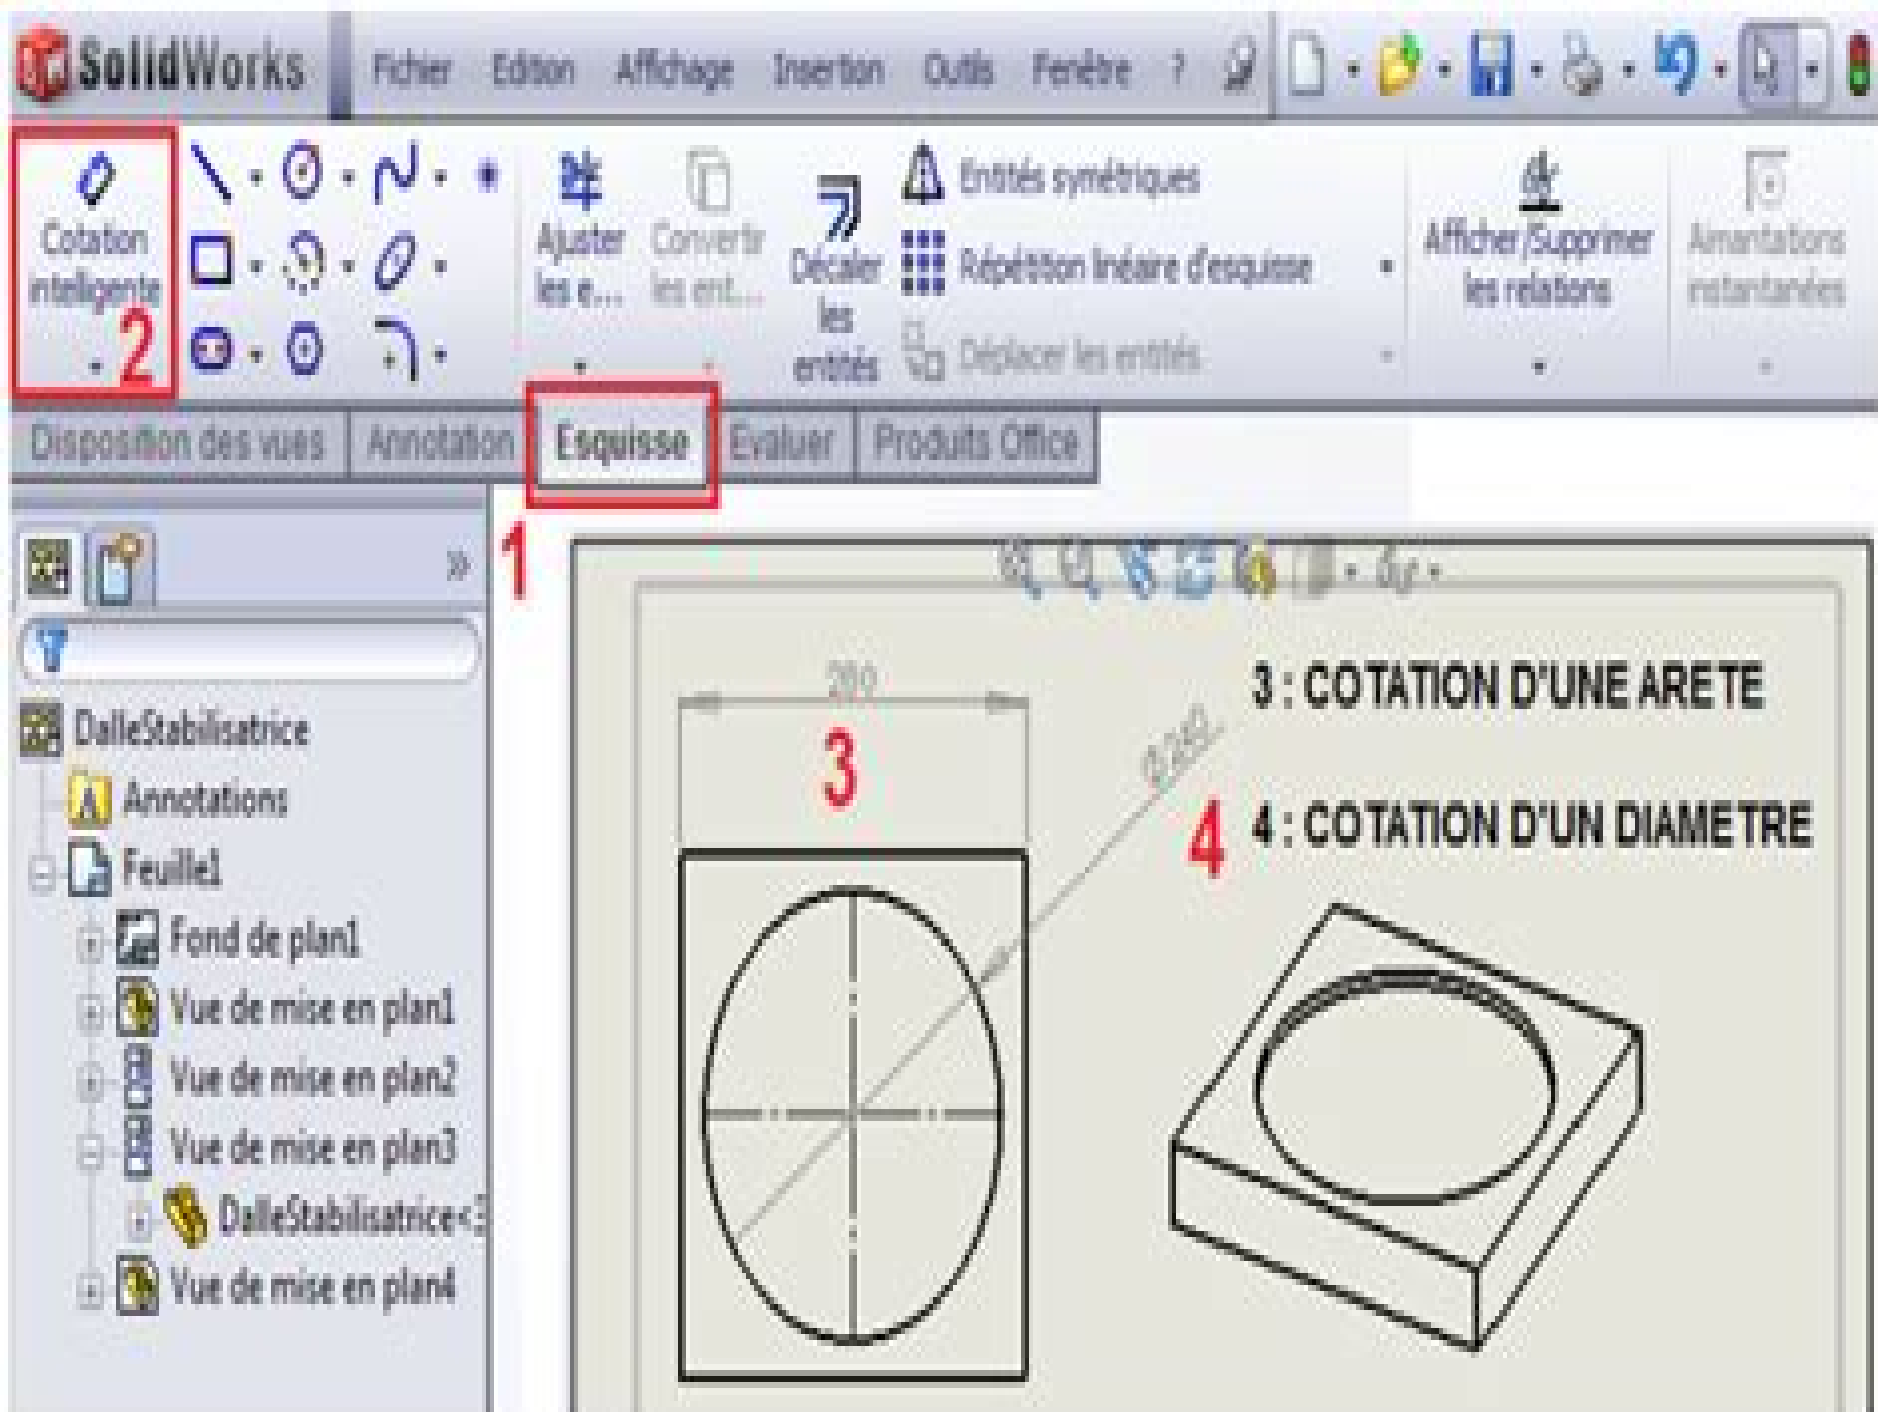 SolidWorks Fichier Edition Affichage Insertion Outils Fenêtre ?
Cotation
intelligente
2
Ajuster
les e...
Convertir
les ent...
Décaler
les
entités
Entités symétriques
Répétition linéaire d'esquisse
Déplacer les entités
Afficher/Supprimer
les relations
Aimantations
instantanées
Disposition des vues Annotation Esquisse Evaluer Produits Office
1
»
DalleStabilisatrice
Annotations
Feuille1
Fond de plan1
Vue de mise en plan1
Vue de mise en plan2
Vue de mise en plan3
DalleStabilisatrice<3
Vue de mise en plan4
3
3 : COTATION D'UNE ARETE
4
4 : COTATION D'UN DIAMETRE